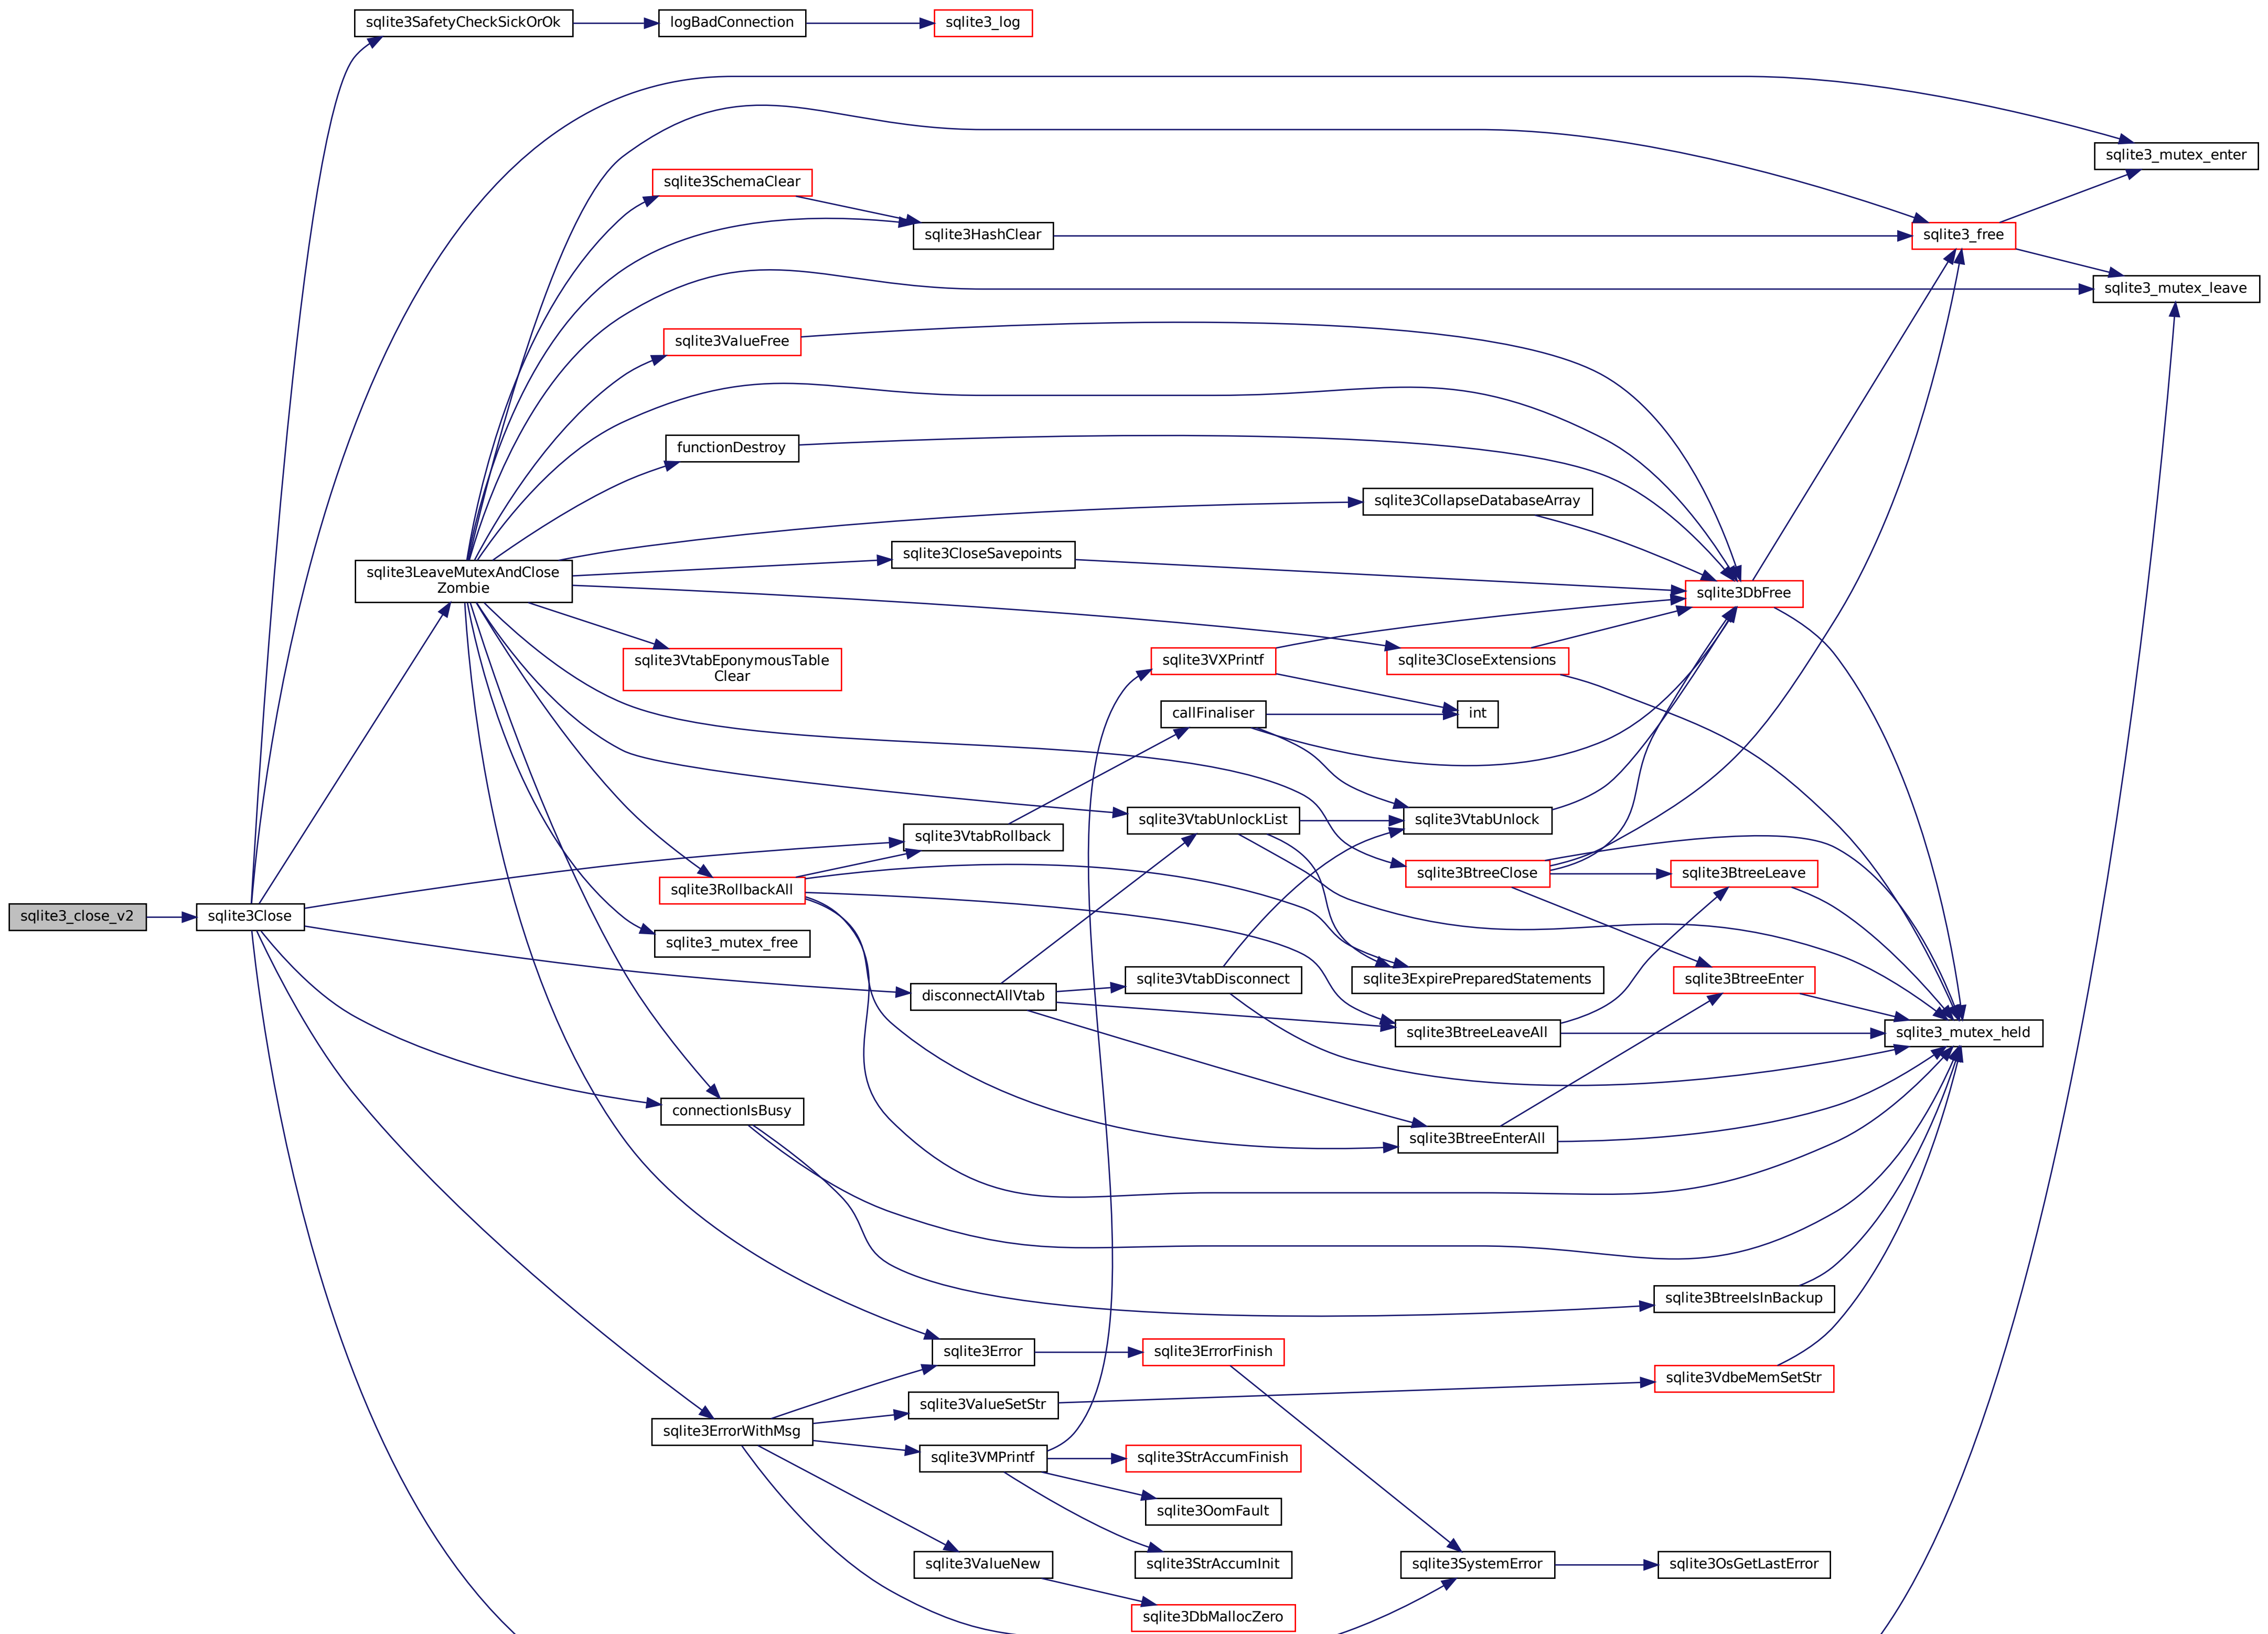 sqlite3SafetyCheckSickOrOk
logBadConnection
sqlite3_log
sqlite3_mutex_enter
sqlite3SchemaClear
sqlite3HashClear
sqlite3_free
sqlite3_mutex_leave
sqlite3ValueFree
functionDestroy
sqlite3CollapseDatabaseArray
sqlite3CloseSavepoints
sqlite3LeaveMutexAndClose
Zombie
sqlite3DbFree
sqlite3VtabEponymousTable
Clear
sqlite3VXPrintf
sqlite3CloseExtensions
callFinaliser
int
sqlite3VtabUnlockList
sqlite3VtabUnlock
sqlite3VtabRollback
sqlite3BtreeClose
sqlite3BtreeLeave
sqlite3RollbackAll
sqlite3_close_v2
sqlite3Close
sqlite3_mutex_free
sqlite3VtabDisconnect
sqlite3ExpirePreparedStatements
sqlite3BtreeEnter
disconnectAllVtab
sqlite3BtreeLeaveAll
sqlite3_mutex_held
connectionIsBusy
sqlite3BtreeEnterAll
sqlite3BtreeIsInBackup
sqlite3Error
sqlite3ErrorFinish
sqlite3VdbeMemSetStr
sqlite3ValueSetStr
sqlite3ErrorWithMsg
sqlite3VMPrintf
sqlite3StrAccumFinish
sqlite3OomFault
sqlite3ValueNew
sqlite3StrAccumInit
sqlite3SystemError
sqlite3OsGetLastError
sqlite3DbMallocZero